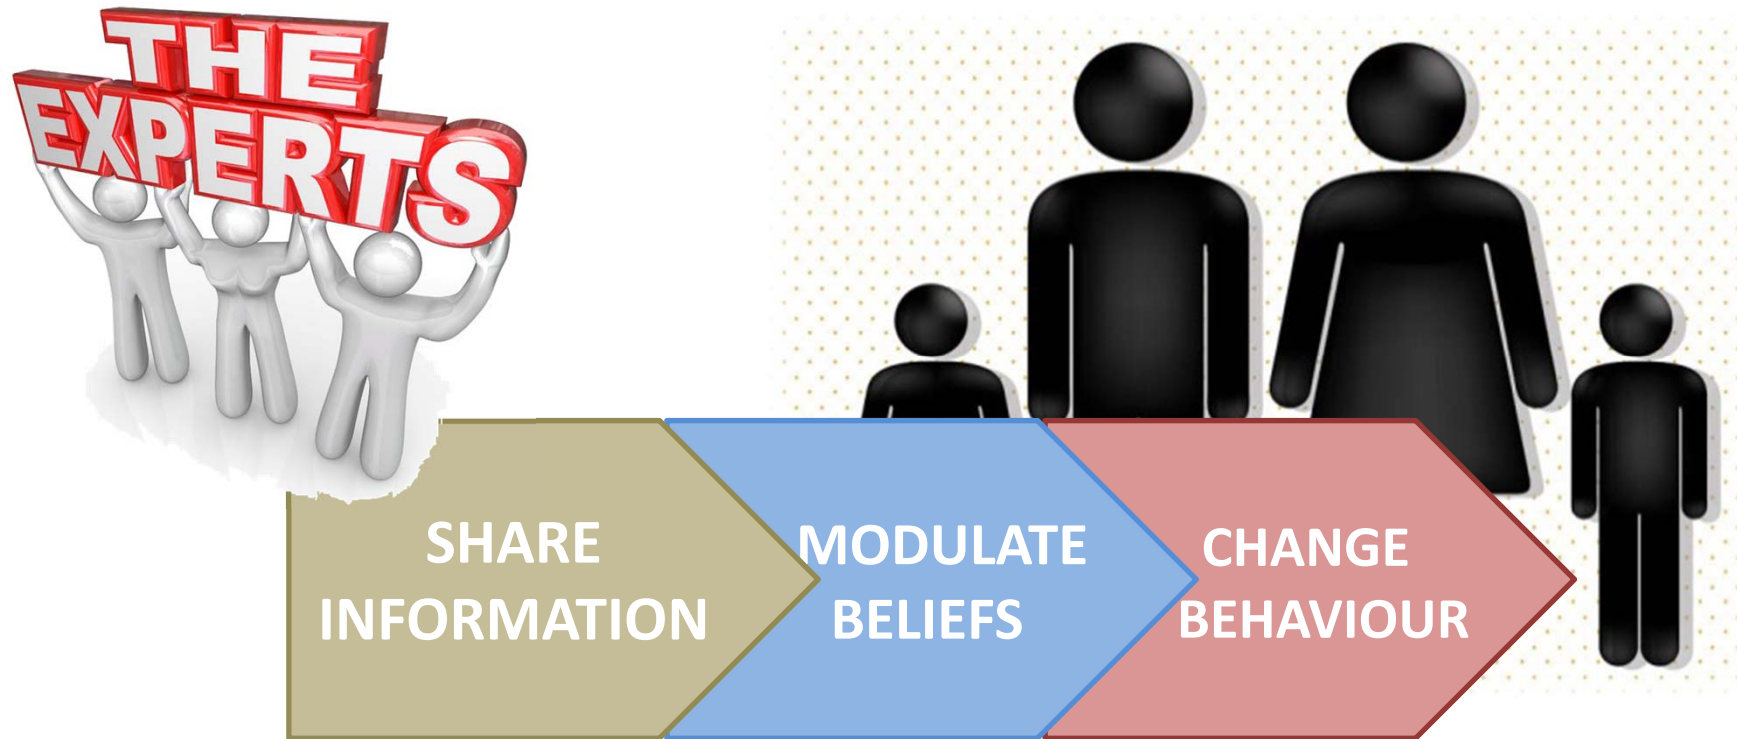 THE
EXPERTS
SHARE
INFORMATION
MODULATE
BELIEFS
CHANGE
BEHAVIOUR